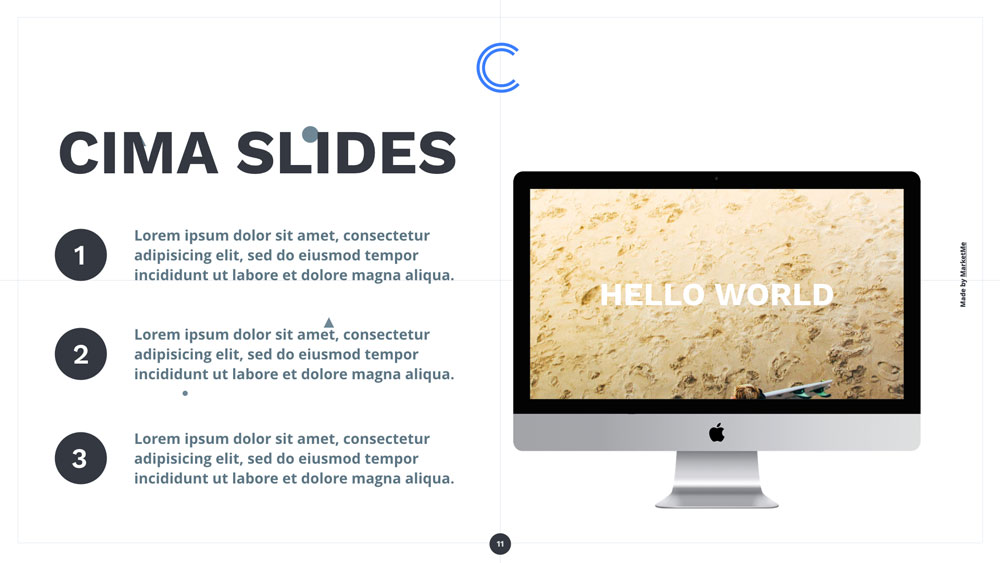 CIMA SLIDES
1
Lorem ipsum dolor sit amet, consectetur
adipisicing elit, sed do eiusmod tempor
incididunt ut labore et dolore magna aliqua.
2
Lorem ipsum dolor sit amet, consectetur
adipisicing elit, sed do eiusmod tempor
incididunt ut labore et dolore magna aliqua.
3
Lorem ipsum dolor sit amet, consectetur
adipisicing elit, sed do eiusmod tempor
incididunt ut labore et dolore magna aliqua.
HELLO WORLD
Made by MarketMe
11